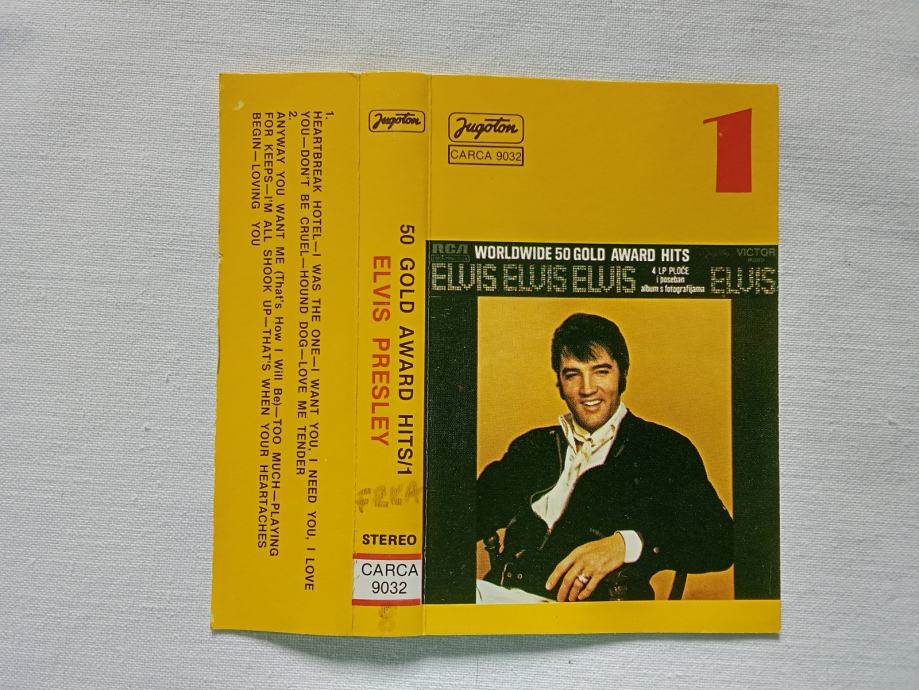 1.
HEARTBREAK HOTEL—I WAS THE ONE—I WANT YOU, I NEED YOU, I LOVE
YOU—DON'T BE CRUEL—HOUND DOG—LOVE ME TENDER
2.
ANYWAY YOU WANT ME (That's How I Will Be)—TOO MUCH—PLAYING
FOR KEEPS—I'M ALL SHOOK UP—THAT'S WHEN YOUR HEARTACHES
BEGIN—LOVING YOU
Jugoton
50 GOLD AWARD HITS/1
ELVIS PRESLEY
STEREO
CARCA
9032
Jugoton
CARCA 9032
1
RCA WORLDWIDE 50 GOLD AWARD HITS VICTOR
ELVIS ELVIS ELVIS ELVIS
4 LP PLOČE
i poseban
album s fotografijama